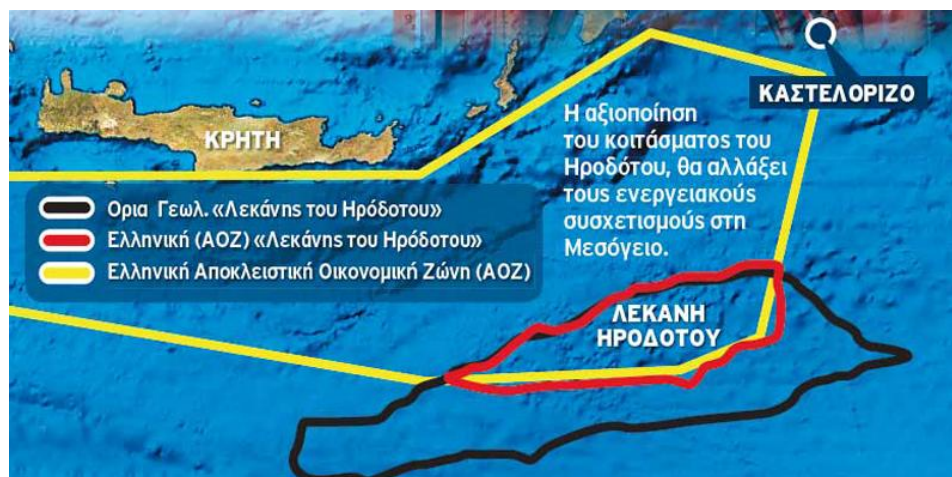 ΚΑΣΤΕΛΟΡΙΖΟ
ΚΡΗΤΗ
Η αξιοποίηση
του κοιτάσματος του
Ηροδότου, θα αλλάξει
τους ενεργειακούς
συσχετισμούς στη
Μεσόγειο.
Ορια Γεωλ. «Λεκάνης του Ηρόδοτου»
Ελληνική (ΑΟΖ) «Λεκάνης του Ηρόδοτου»
Ελληνική Αποκλειστική Οικονομική Ζώνη (ΑΟΖ)
ΛΕΚΑΝΗ
ΗΡΟΔΟΤΟΥ